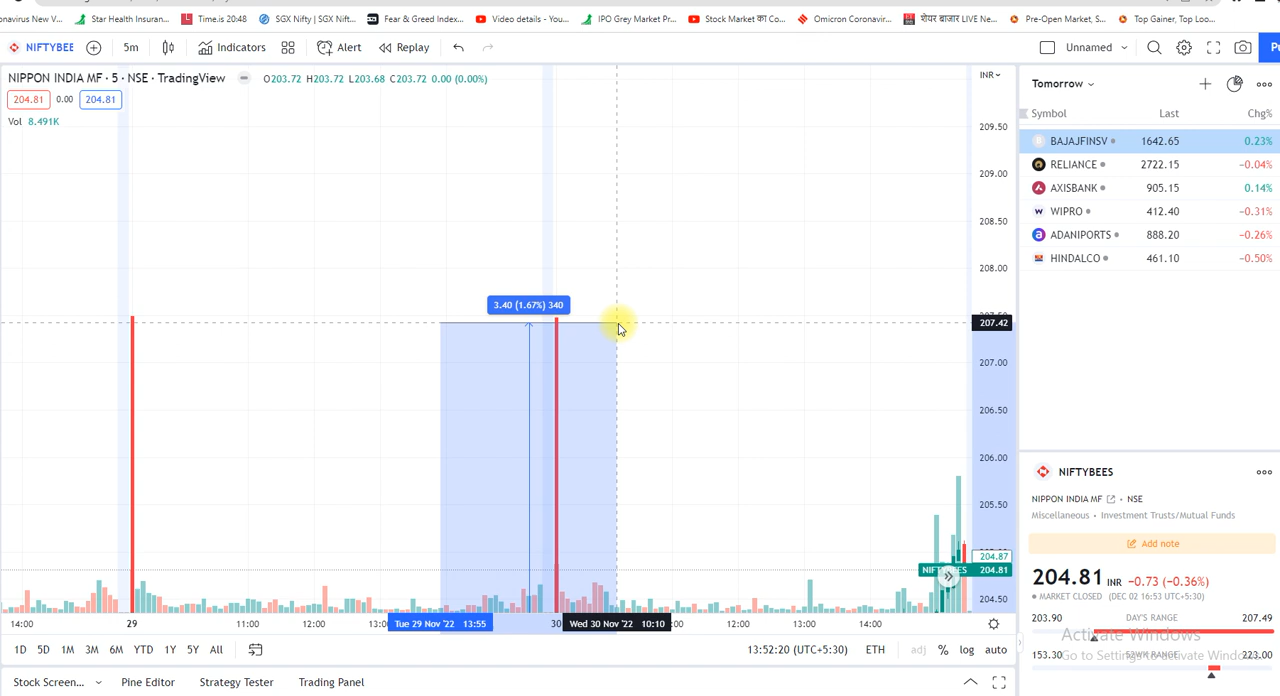 onavirus New V...
Star Health Insuran...
Time.is 20:48
SGX Nifty | SGX Nift...
Fear & Greed Index...
Video details - You...
IPO Grey Market Pr...
Stock Market का Co...
Omicron Coronavir...
शेयर बाजार LIVE Ne...
Pre-Open Market, S...
Top Gainer, Top Loo...
NIFTYBEE 5m Indicators Alert Replay Unnamed
NIPPON INDIA MF · 5 · NSE · TradingView O203.72 H203.72 L203.68 C203.72 0.00 (0.00%) INR
204.81 0.00 204.81
Vol 8.491K
209.50
209.00
208.50
208.00
3.40 (1.67%) 340
207.42
207.00
206.50
206.00
205.50
204.87
204.81
204.50
14:00 29 11:00 12:00 Tue 29 Nov '22 13:55 30 Wed 30 Nov '22 10:10 12:00 13:00 14:00
1D 5D 1M 3M 6M YTD 1Y 5Y All 13:52:20 (UTC+5:30) ETH adj % log auto
Stock Screen... Pine Editor Strategy Tester Trading Panel
Tomorrow
Symbol Last Chg%
BAJAJFINSV 1642.65 0.23%
RELIANCE 2722.15 −0.04%
AXISBANK 905.15 0.14%
WIPRO 412.40 −0.31%
ADANIPORTS 888.20 −0.26%
HINDALCO 461.10 −0.50%
NIFTYBEES
NIPPON INDIA MF · NSE
Miscellaneous · Investment Trusts/Mutual Funds
Add note
204.81 INR −0.73 (−0.36%)
MARKET CLOSED (DEC 02 16:53 UTC+5:30)
203.90 DAY'S RANGE 207.49
Activate Windows
153.30 52WK RANGE 223.00
Go to Settings to activate Windows.